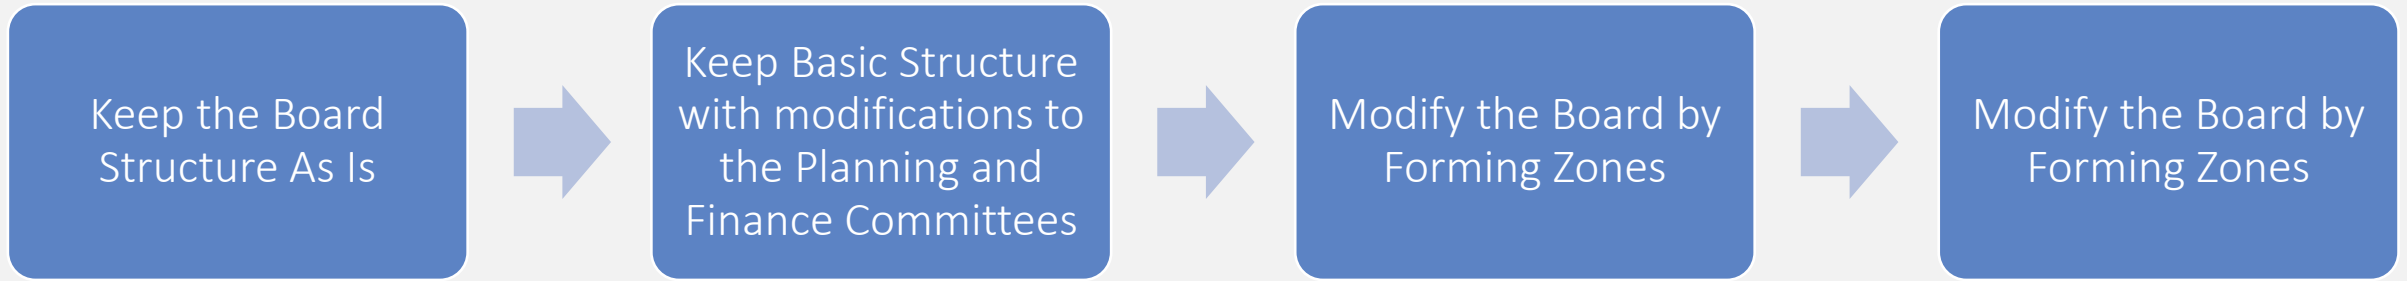 Keep the Board
Structure As Is
Keep Basic Structure
with modifications to
the Planning and
Finance Committees
Modify the Board by
Forming Zones
Modify the Board by
Forming Zones